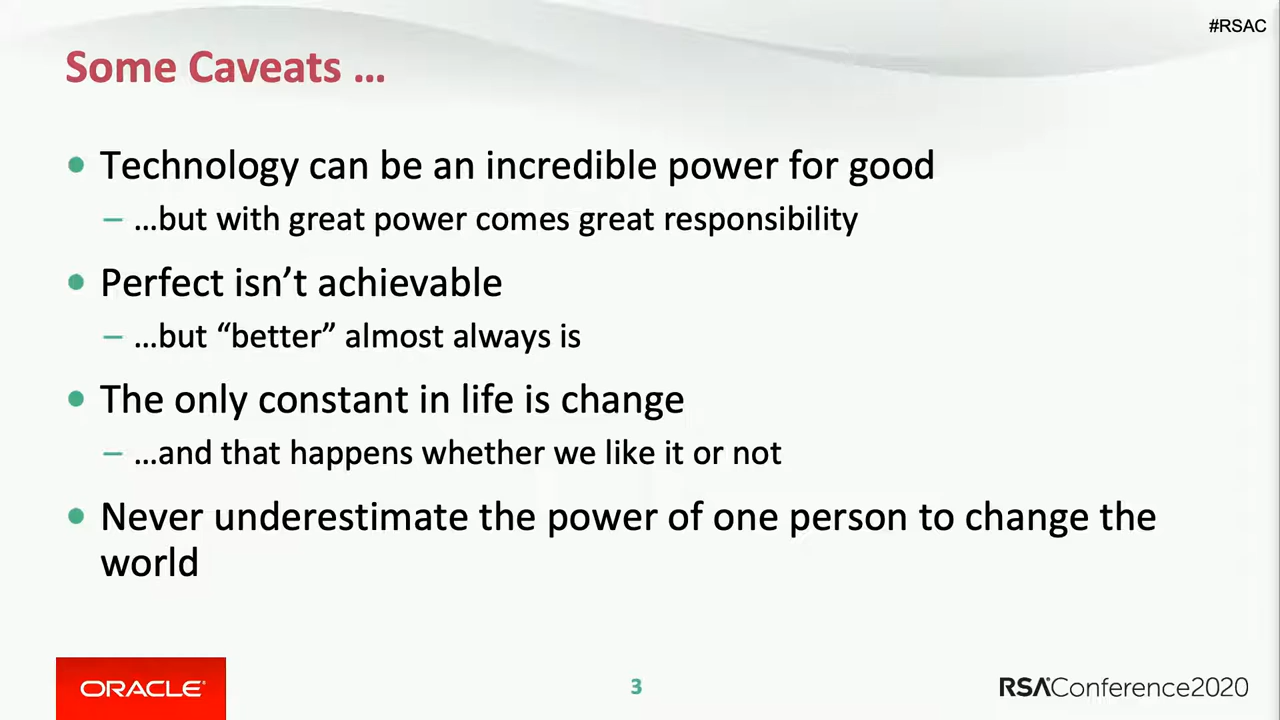 #RSAC
Some Caveats ...
• Technology can be an incredible power for good
– ...but with great power comes great responsibility
• Perfect isn’t achievable
– ...but “better” almost always is
• The only constant in life is change
– ...and that happens whether we like it or not
• Never underestimate the power of one person to change the
world
ORACLE®
3
RSAConference2020